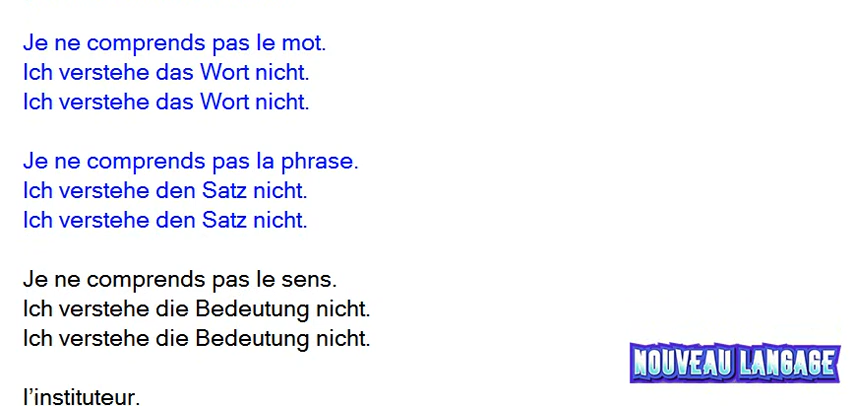 Je ne comprends pas le mot.
Ich verstehe das Wort nicht.
Ich verstehe das Wort nicht.
Je ne comprends pas la phrase.
Ich verstehe den Satz nicht.
Ich verstehe den Satz nicht.
Je ne comprends pas le sens.
Ich verstehe die Bedeutung nicht.
Ich verstehe die Bedeutung nicht.
NOUVEAU LANGAGE
l'instituteur.